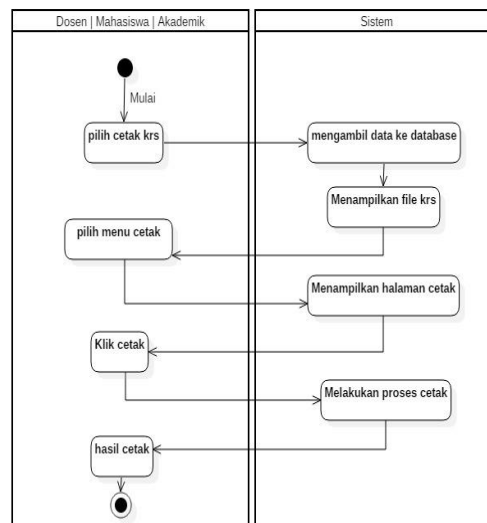 Dosen | Mahasiswa | Akademik
Sistem
Mulai
pilih cetak krs
mengambil data ke database
Menampilkan file krs
pilih menu cetak
Menampilkan halaman cetak
Klik cetak
Melakukan proses cetak
hasil cetak